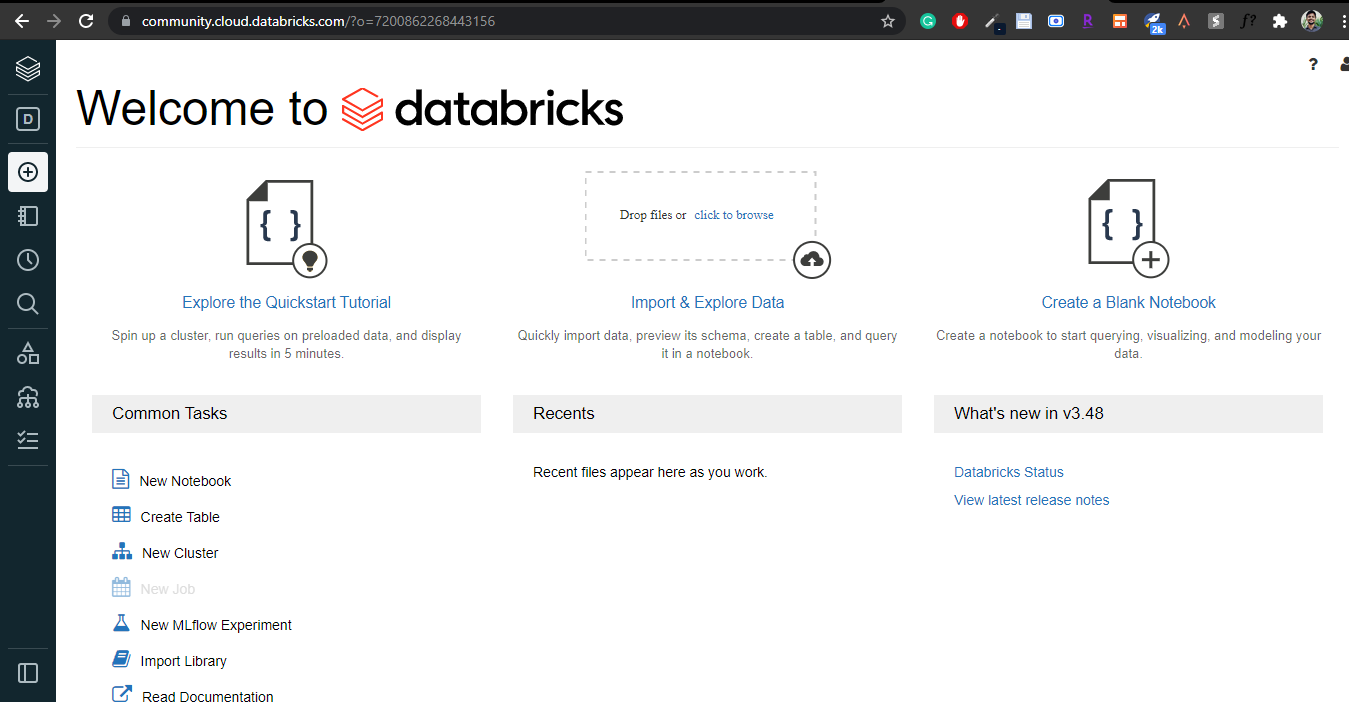 community.cloud.databricks.com/?o=7200862268443156
2k
?
D
Welcome to databricks
{ }
Drop files or click to browse
{ }
Explore the Quickstart Tutorial
Import & Explore Data
Create a Blank Notebook
Spin up a cluster, run queries on preloaded data, and display
results in 5 minutes.
Quickly import data, preview its schema, create a table, and query
it in a notebook.
Create a notebook to start querying, visualizing, and modeling your
data.
Common Tasks
Recents
What's new in v3.48
New Notebook
Create Table
New Cluster
New Job
New MLflow Experiment
Import Library
Read Documentation
Recent files appear here as you work.
Databricks Status
View latest release notes